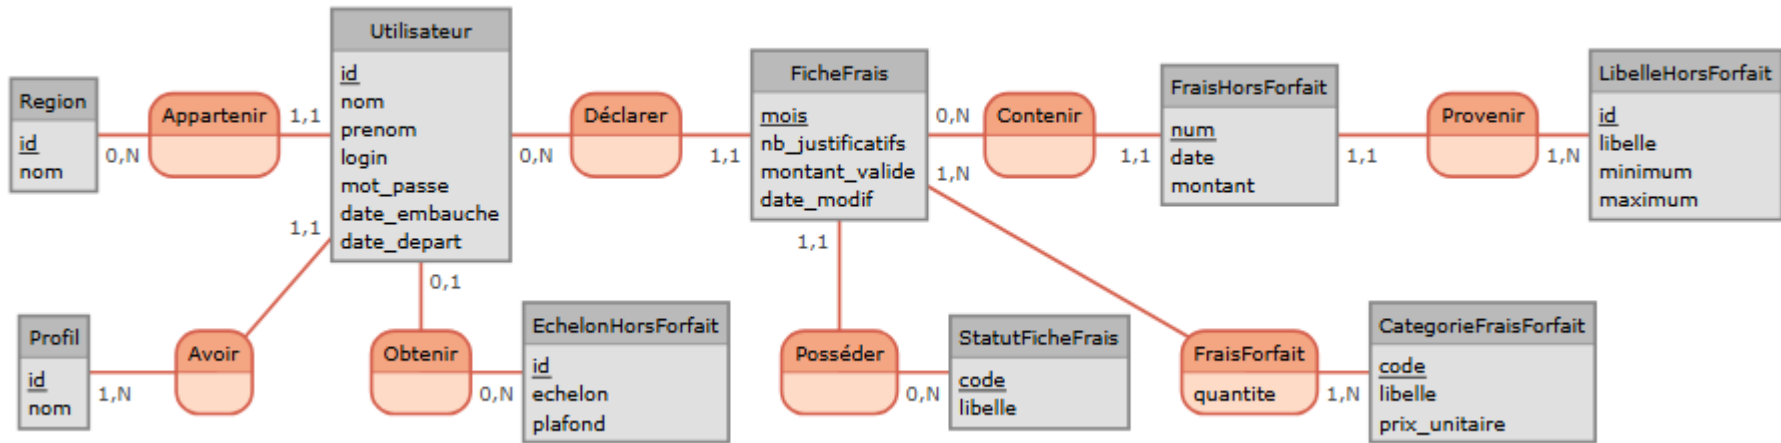 Region
id
nom
0,N
Appartenir
1,1
Utilisateur
id
nom
prenom
login
mot_passe
date_embauche
date_depart
0,N
Déclarer
1,1
FicheFrais
mois
nb_justificatifs
montant_valide
date_modif
0,N
Contenir
1,1
FraisHorsForfait
num
date
montant
1,1
Provenir
1,N
LibelleHorsForfait
id
libelle
minimum
maximum
1,1
0,1
1,1
1,N
Profil
id
nom
1,N
Avoir
Obtenir
0,N
EchelonHorsForfait
id
echelon
plafond
Posséder
0,N
StatutFicheFrais
code
libelle
FraisForfait
quantite
1,N
CategorieFraisForfait
code
libelle
prix_unitaire